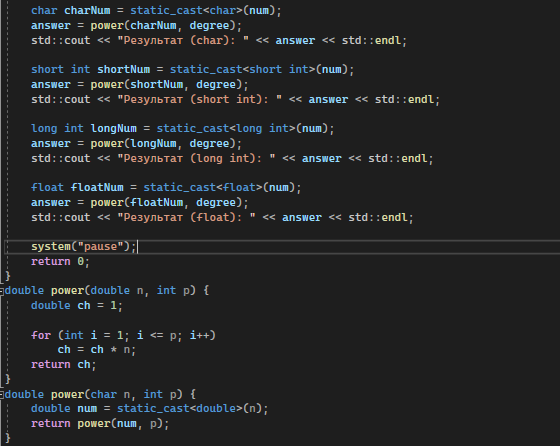 char charNum = static_cast<char>(num);
answer = power(charNum, degree);
std::cout << "Результат (char): " << answer << std::endl;
short int shortNum = static_cast<short int>(num);
answer = power(shortNum, degree);
std::cout << "Результат (short int): " << answer << std::endl;
long int longNum = static_cast<long int>(num);
answer = power(longNum, degree);
std::cout << "Результат (long int): " << answer << std::endl;
float floatNum = static_cast<float>(num);
answer = power(floatNum, degree);
std::cout << "Результат (float): " << answer << std::endl;
system("pause");
return 0;
}
double power(double n, int p) {
double ch = 1;
for (int i = 1; i <= p; i++)
ch = ch * n;
return ch;
}
double power(char n, int p) {
double num = static_cast<double>(n);
return power(num, p);
}